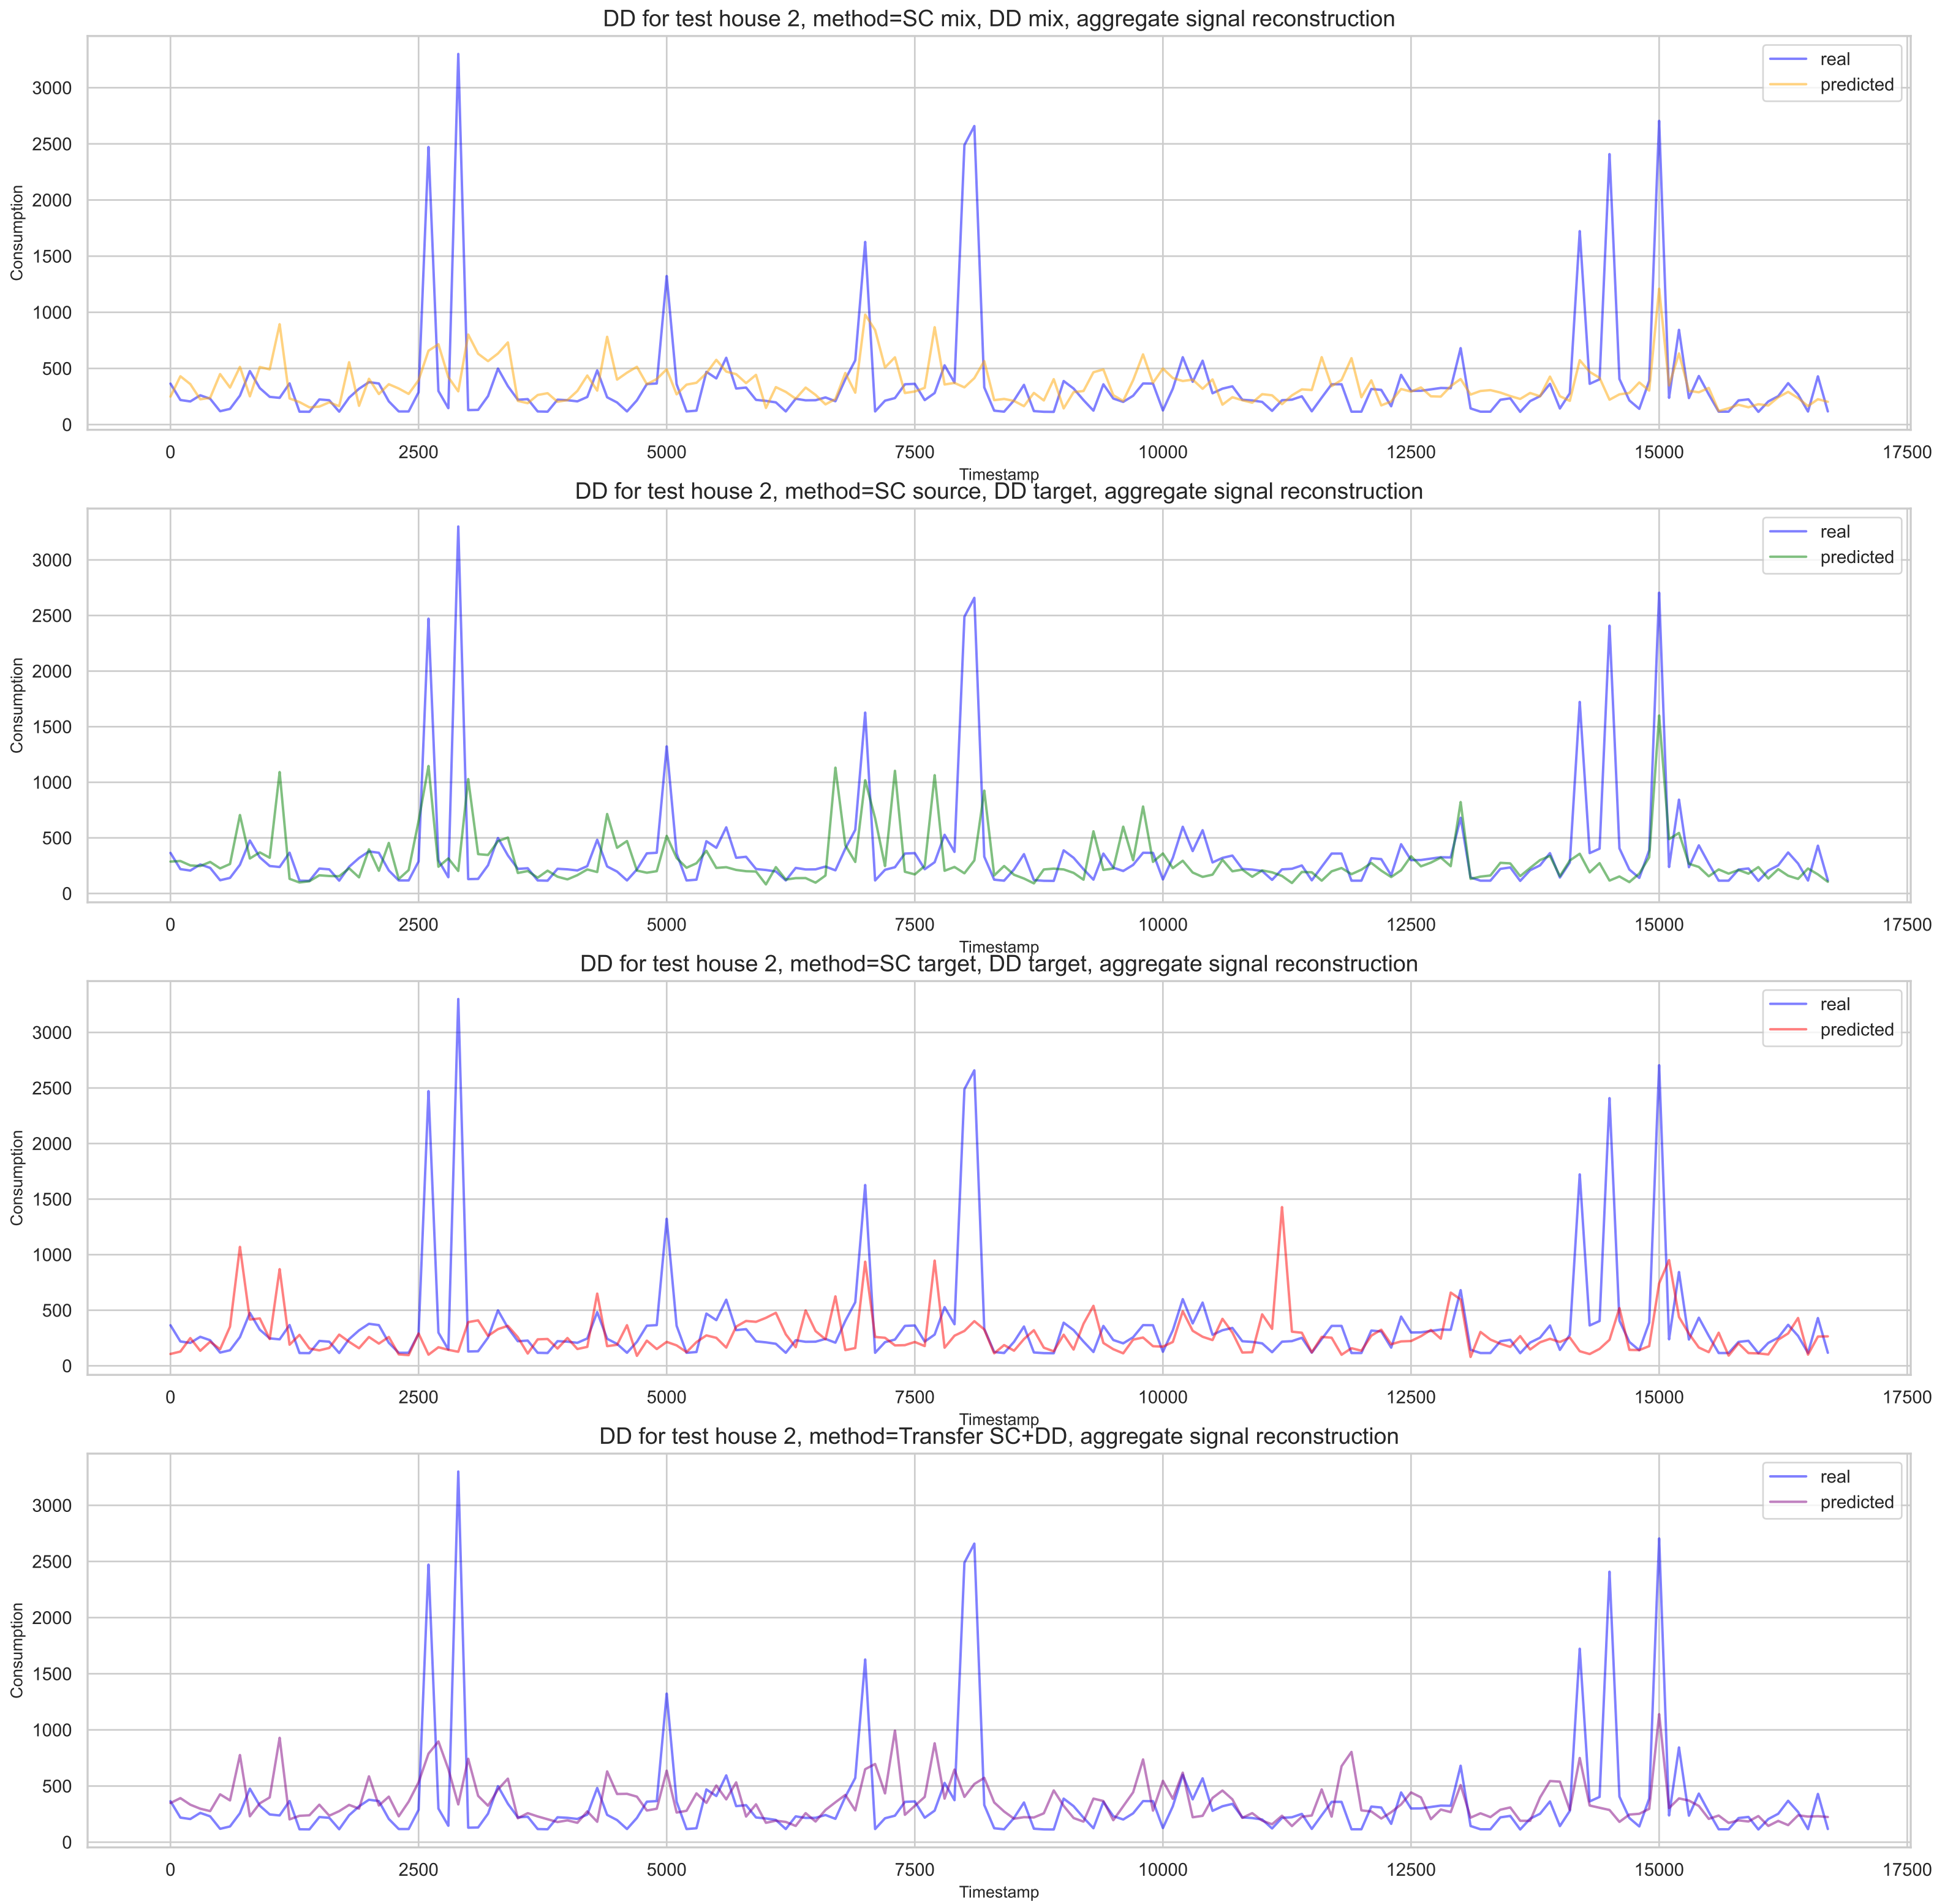 DD for test house 2, method=SC mix, DD mix, aggregate signal reconstruction
real
predicted
3000
2500
2000
1500
1000
500
0
Consumption
0 2500 5000 7500 10000 12500 15000 17500
Timestamp
DD for test house 2, method=SC source, DD target, aggregate signal reconstruction
real
predicted
3000
2500
2000
1500
1000
500
0
Consumption
0 2500 5000 7500 10000 12500 15000 17500
Timestamp
DD for test house 2, method=SC target, DD target, aggregate signal reconstruction
real
predicted
3000
2500
2000
1500
1000
500
0
Consumption
0 2500 5000 7500 10000 12500 15000 17500
Timestamp
DD for test house 2, method=Transfer SC+DD, aggregate signal reconstruction
real
predicted
3000
2500
2000
1500
1000
500
0
Consumption
0 2500 5000 7500 10000 12500 15000 17500
Timestamp